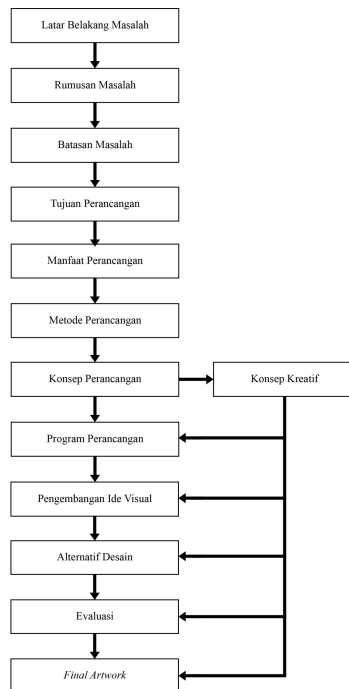 Latar Belakang Masalah
Rumusan Masalah
Batasan Masalah
Tujuan Perancangan
Manfaat Perancangan
Metode Perancangan
Konsep Perancangan
Konsep Kreatif
Program Perancangan
Pengembangan Ide Visual
Alternatif Desain
Evaluasi
Final Artwork